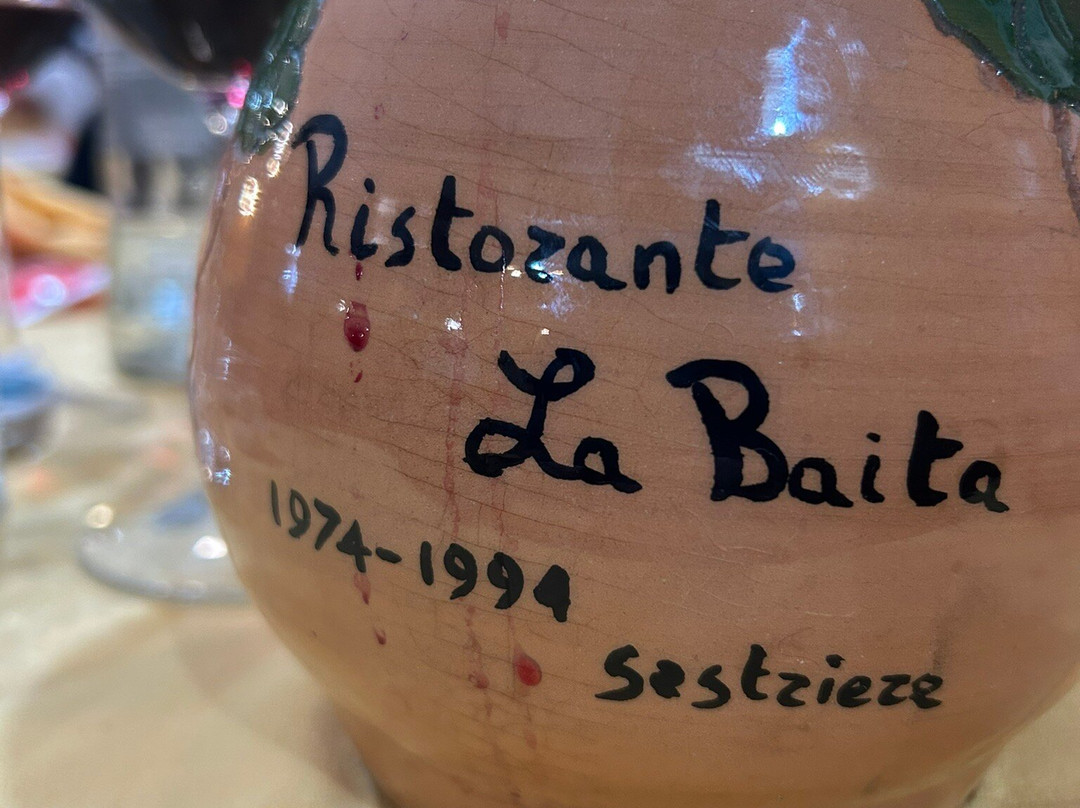 Ristorante
La Baita
1974-1994
Sestriere